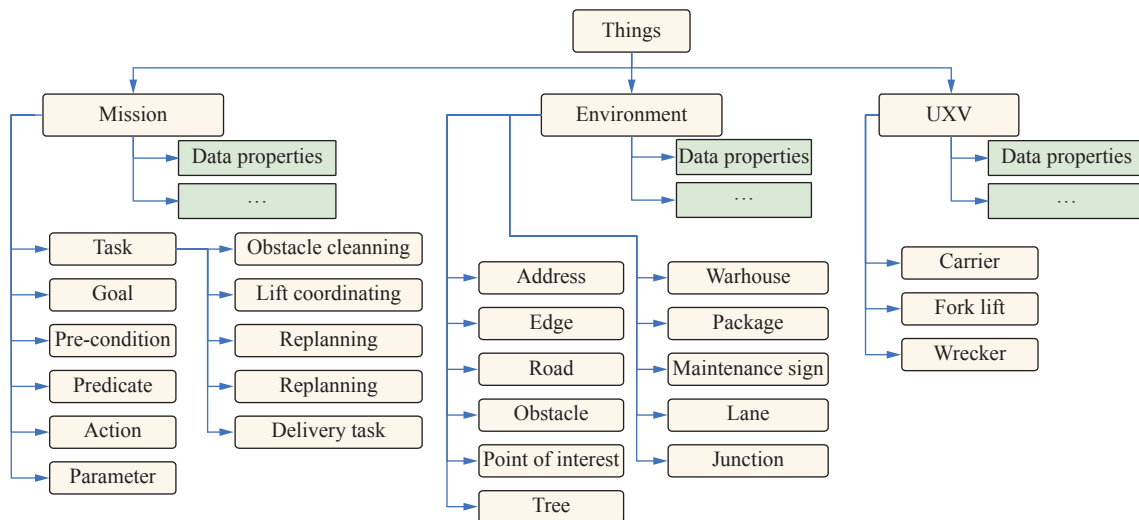 Things
Mission
Data properties
...
Task
Goal
Pre-condition
Predicate
Action
Parameter
Obstacle cleanning
Lift coordinating
Replanning
Replanning
Delivery task
Environment
Data properties
...
Address
Edge
Road
Obstacle
Point of interest
Tree
Warhouse
Package
Maintenance sign
Lane
Junction
UXV
Data properties
...
Carrier
Fork lift
Wrecker